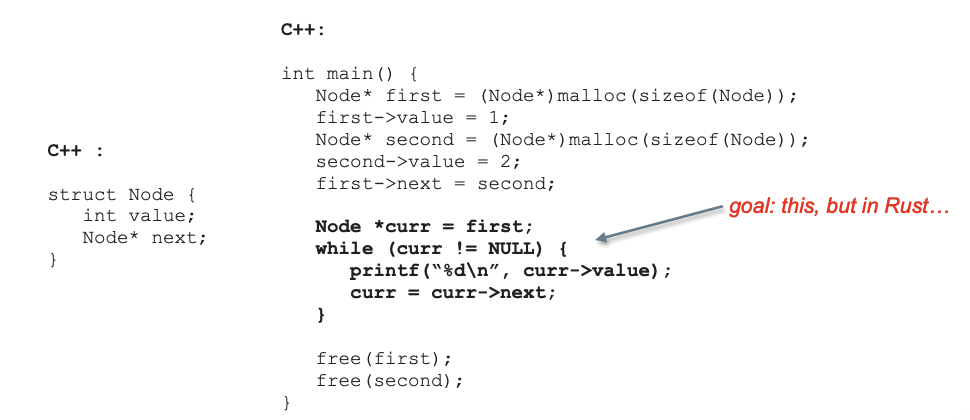 C++ :
struct Node {
int value;
Node* next;
}
C++:
int main() {
Node* first = (Node*)malloc(sizeof(Node));
first->value = 1;
Node* second = (Node*)malloc(sizeof(Node));
second->value = 2;
first->next = second;
Node *curr = first;
while (curr != NULL) {
printf(“%d\n”, curr->value);
curr = curr->next;
}
free(first);
free(second);
}
goal: this, but in Rust…